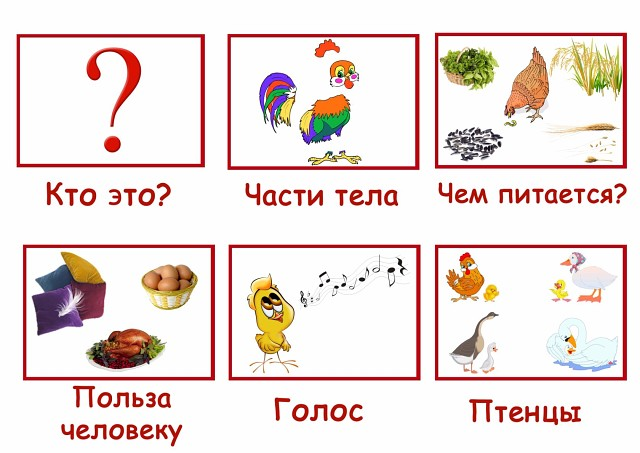 ?
Кто это?
Части тела
Чем питается?
Польза
человеку
Голос
Птенцы